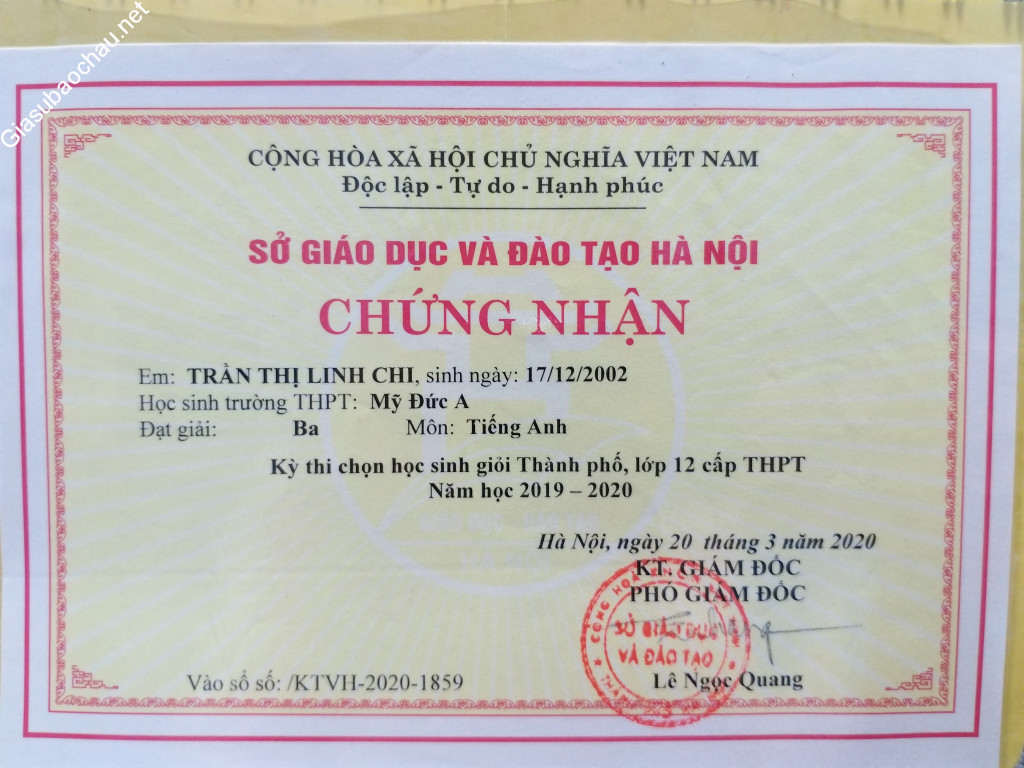 Giasubaochau.net
CỘNG HÒA XÃ HỘI CHỦ NGHĨA VIỆT NAM
Độc lập - Tự do - Hạnh phúc
SỞ GIÁO DỤC VÀ ĐÀO TẠO HÀ NỘI
CHỨNG NHẬN
Em: TRẦN THỊ LINH CHI, sinh ngày: 17/12/2002
Học sinh trường THPT: Mỹ Đức A
Đạt giải: Ba Môn: Tiếng Anh
Kỳ thi chọn học sinh giỏi Thành phố, lớp 12 cấp THPT
Năm học 2019 – 2020
Hà Nội, ngày 20 tháng 3 năm 2020
KT. GIÁM ĐỐC
PHÓ GIÁM ĐỐC
SỞ GIÁO DỤC
VÀ ĐÀO TẠO
Lê Ngọc Quang
Vào sổ số: /KTVH-2020-1859